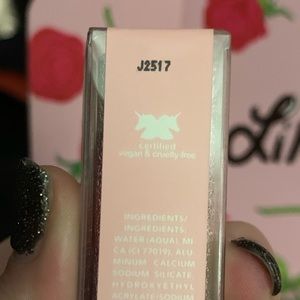 J2517
certified
vegan & cruelty-free
INGREDIENTS/
INGREDIENTS:
WATER (AQUA), MI
CA (CI 77019), ALU
MINUM CALCIUM
SODIUM SILICATE,
HYDROXYETHYL
ACRYLATE/SODIUM